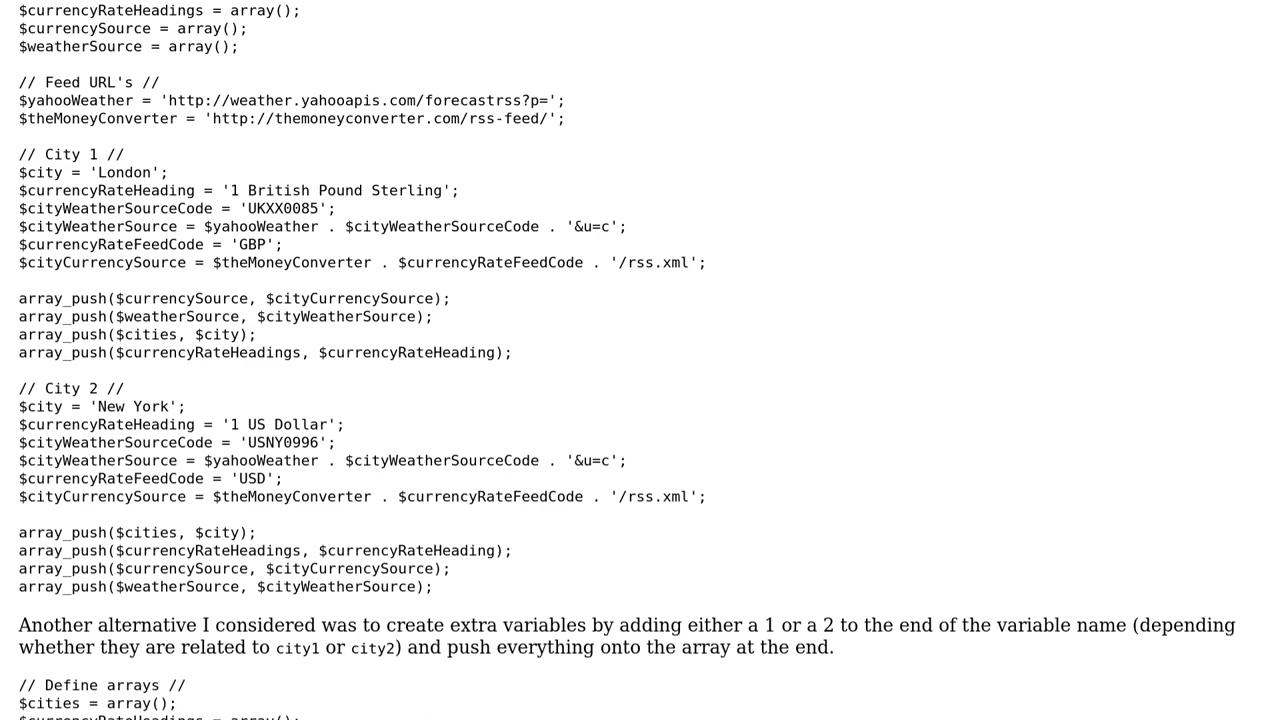 $currencyRateHeadings = array();
$currencySource = array();
$weatherSource = array();

// Feed URL's //
$yahooWeather = 'http://weather.yahooapis.com/forecastrss?p=';
$theMoneyConverter = 'http://themoneyconverter.com/rss-feed/';

// City 1 //
$city = 'London';
$currencyRateHeading = '1 British Pound Sterling';
$cityWeatherSourceCode = 'UKXX0085';
$cityWeatherSource = $yahooWeather . $cityWeatherSourceCode . '&u=c';
$currencyRateFeedCode = 'GBP';
$cityCurrencySource = $theMoneyConverter . $currencyRateFeedCode . '/rss.xml';

array_push($currencySource, $cityCurrencySource);
array_push($weatherSource, $cityWeatherSource);
array_push($cities, $city);
array_push($currencyRateHeadings, $currencyRateHeading);

// City 2 //
$city = 'New York';
$currencyRateHeading = '1 US Dollar';
$cityWeatherSourceCode = 'USNY0996';
$cityWeatherSource = $yahooWeather . $cityWeatherSourceCode . '&u=c';
$currencyRateFeedCode = 'USD';
$cityCurrencySource = $theMoneyConverter . $currencyRateFeedCode . '/rss.xml';

array_push($cities, $city);
array_push($currencyRateHeadings, $currencyRateHeading);
array_push($currencySource, $cityCurrencySource);
array_push($weatherSource, $cityWeatherSource);

Another alternative I considered was to create extra variables by adding either a 1 or a 2 to the end of the variable name (depending
whether they are related to city1 or city2) and push everything onto the array at the end.

// Define arrays //
$cities = array();
$currencyRateHeadings = array();